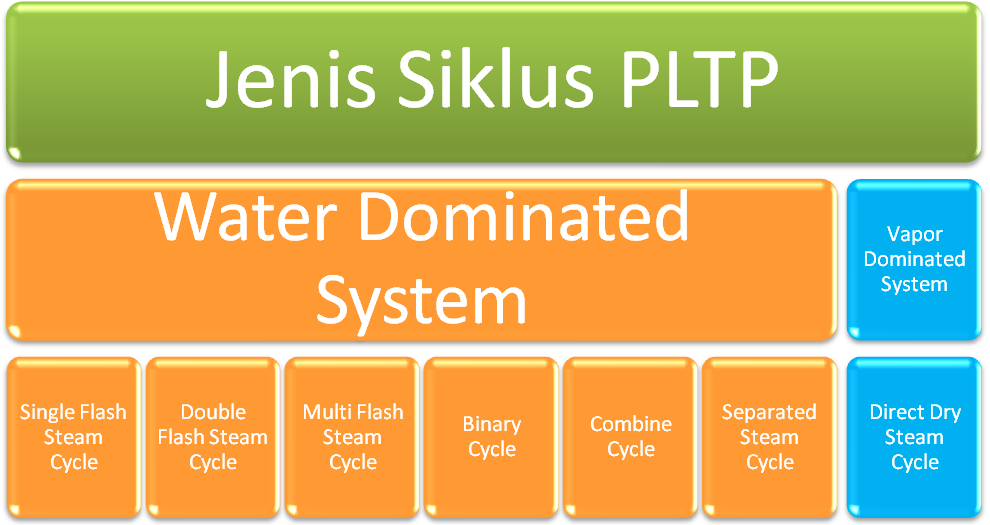 Jenis Siklus PLTP
Water Dominated
System
Vapor
Dominated
System
Single Flash
Steam
Cycle
Double
Flash Steam
Cycle
Multi Flash
Steam
Cycle
Binary
Cycle
Combine
Cycle
Separated
Steam
Cycle
Direct Dry
Steam
Cycle